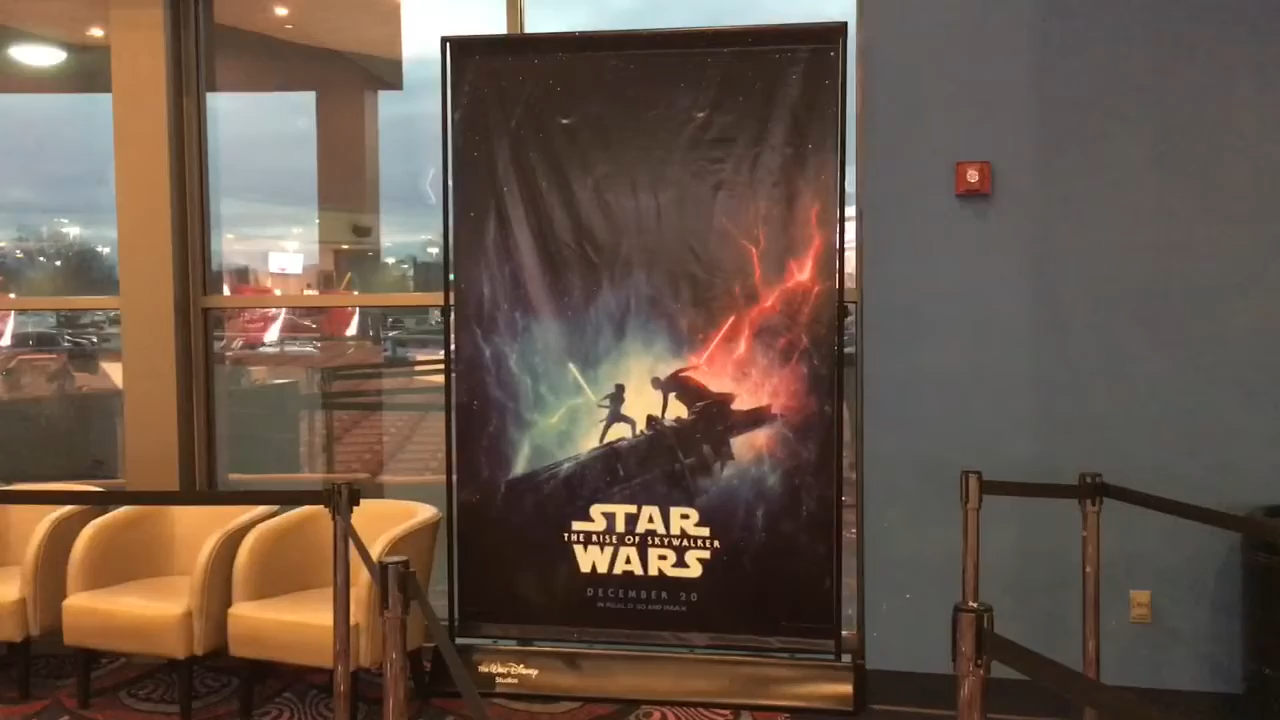 STAR
THE RISE OF SKYWALKER
WARS
DECEMBER 20
IN REALD 3D AND IMAX
The Walt Disney
Studios